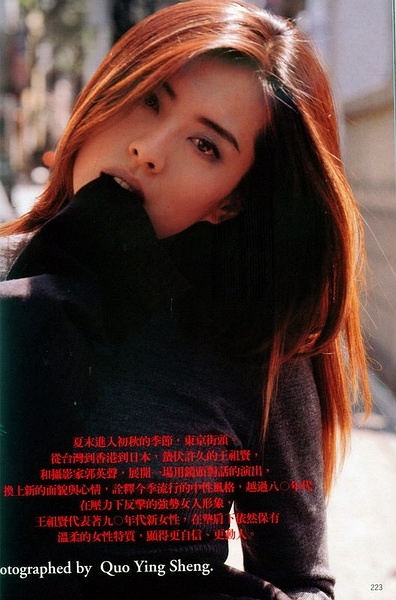 夏末進入初秋的季節，東京街頭
從台灣到香港到日本，蟄伏許久的王祖賢，
和攝影家郭英聲，展開一場用鏡頭對話的演出，
換上新的面貌與心情，詮釋今季流行的中性風格，越過八○年代
在壓力下反擊的強勢女人形象，
王祖賢代表著九○年代新女性，在墊肩下依然保有
溫柔的女性特質，顯得更自信、更動人。
otographed by Quo Ying Sheng.
223